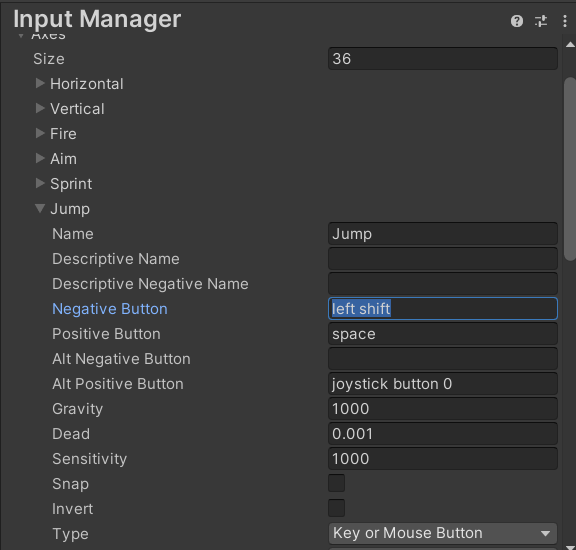 Input Manager
Axes
Size 36
Horizontal
Vertical
Fire
Aim
Sprint
Jump
Name Jump
Descriptive Name
Descriptive Negative Name
Negative Button left shift
Positive Button space
Alt Negative Button
Alt Positive Button joystick button 0
Gravity 1000
Dead 0.001
Sensitivity 1000
Snap
Invert
Type Key or Mouse Button